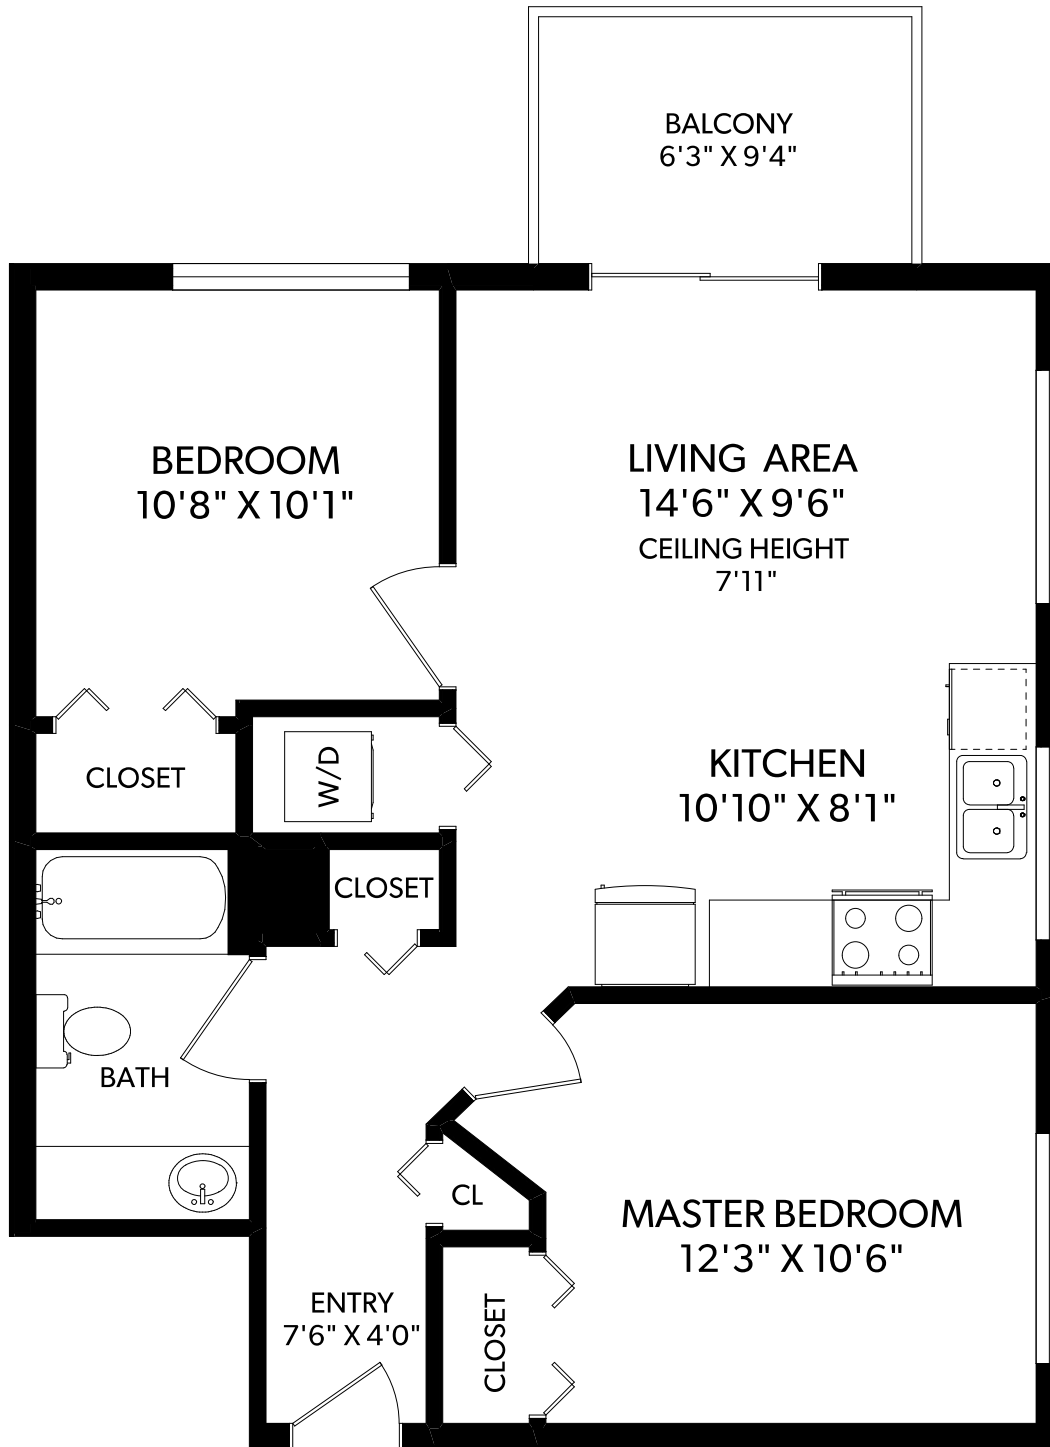 BALCONY
6'3" X 9'4"
BEDROOM
10'8" X 10'1"
LIVING AREA
14'6" X 9'6"
CEILING HEIGHT
7'11"
CLOSET
W/D
KITCHEN
10'10" X 8'1"
CLOSET
BATH
CL
MASTER BEDROOM
12'3" X 10'6"
ENTRY
7'6" X 4'0"
CLOSET